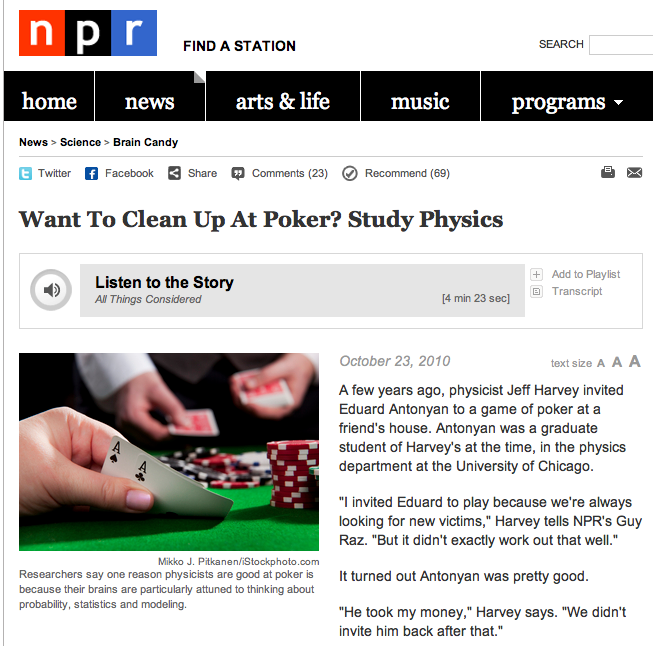 npr
FIND A STATION
SEARCH
home
news
arts & life
music
programs
News > Science > Brain Candy
Twitter
Facebook
Share
Comments (23)
Recommend (69)
Want To Clean Up At Poker? Study Physics
Listen to the Story
All Things Considered
[4 min 23 sec]
Add to Playlist
Transcript
A
A
Mikko J. Pitkanen/iStockphoto.com
Researchers say one reason physicists are good at poker is
because their brains are particularly attuned to thinking about
probability, statistics and modeling.
October 23, 2010
text size A A A
A few years ago, physicist Jeff Harvey invited
Eduard Antonyan to a game of poker at a
friend's house. Antonyan was a graduate
student of Harvey's at the time, in the physics
department at the University of Chicago.
"I invited Eduard to play because we're always
looking for new victims," Harvey tells NPR's Guy
Raz. "But it didn't exactly work out that well."
It turned out Antonyan was pretty good.
"He took my money," Harvey says. "We didn't
invite him back after that."